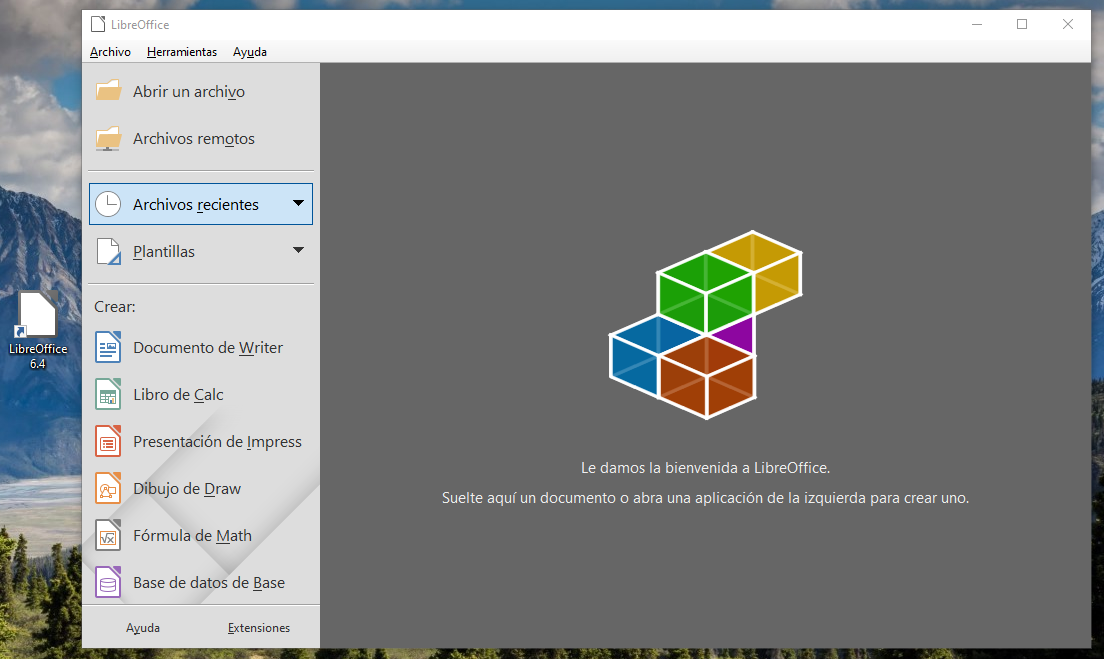 LibreOffice
Archivo Herramientas Ayuda
Abrir un archivo
Archivos remotos
Archivos recientes
Plantillas
Crear:
Documento de Writer
Libro de Calc
Presentación de Impress
Dibujo de Draw
Fórmula de Math
Base de datos de Base
Ayuda Extensiones
Le damos la bienvenida a LibreOffice.
Suelte aquí un documento o abra una aplicación de la izquierda para crear uno.
LibreOffice
6.4